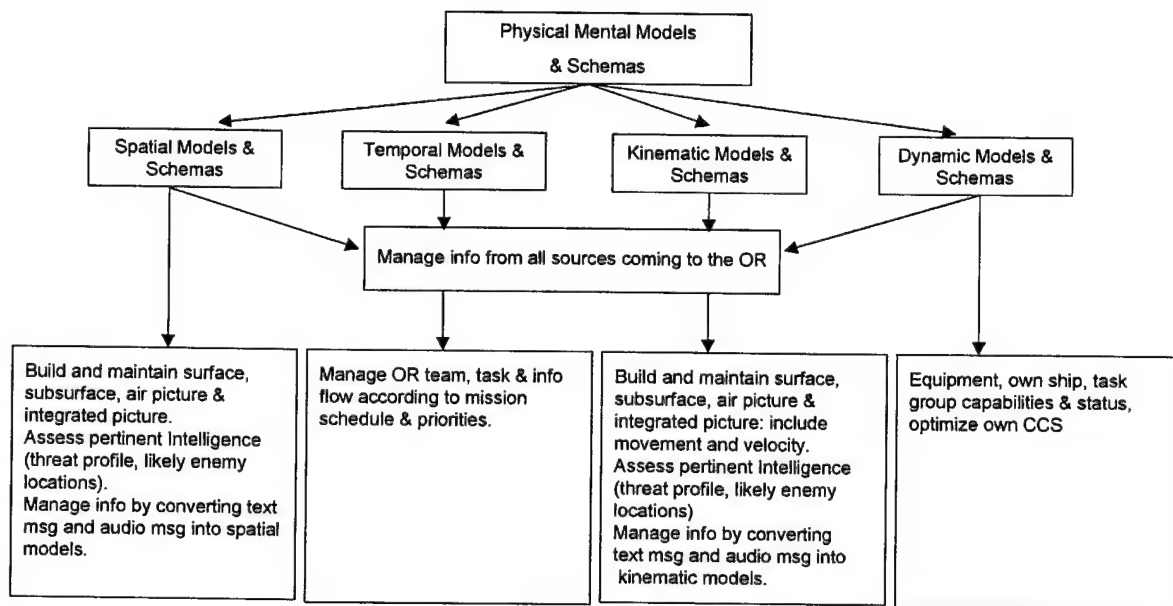 Physical Mental Models
& Schemas
Spatial Models &
Schemas
Temporal Models &
Schemas
Kinematic Models &
Schemas
Dynamic Models &
Schemas
Manage info from all sources coming to the OR
Build and maintain surface,
subsurface, air picture &
integrated picture.
Assess pertinent Intelligence
(threat profile, likely enemy
locations).
Manage info by converting text
msg and audio msg into spatial
models.
Manage OR team, task & info
flow according to mission
schedule & priorities.
Build and maintain surface,
subsurface, air picture &
integrated picture: include
movement and velocity.
Assess pertinent Intelligence
(threat profile, likely enemy
locations)
Manage info by converting
text msg and audio msg into
kinematic models.
Equipment, own ship, task
group capabilities & status,
optimize own CCS